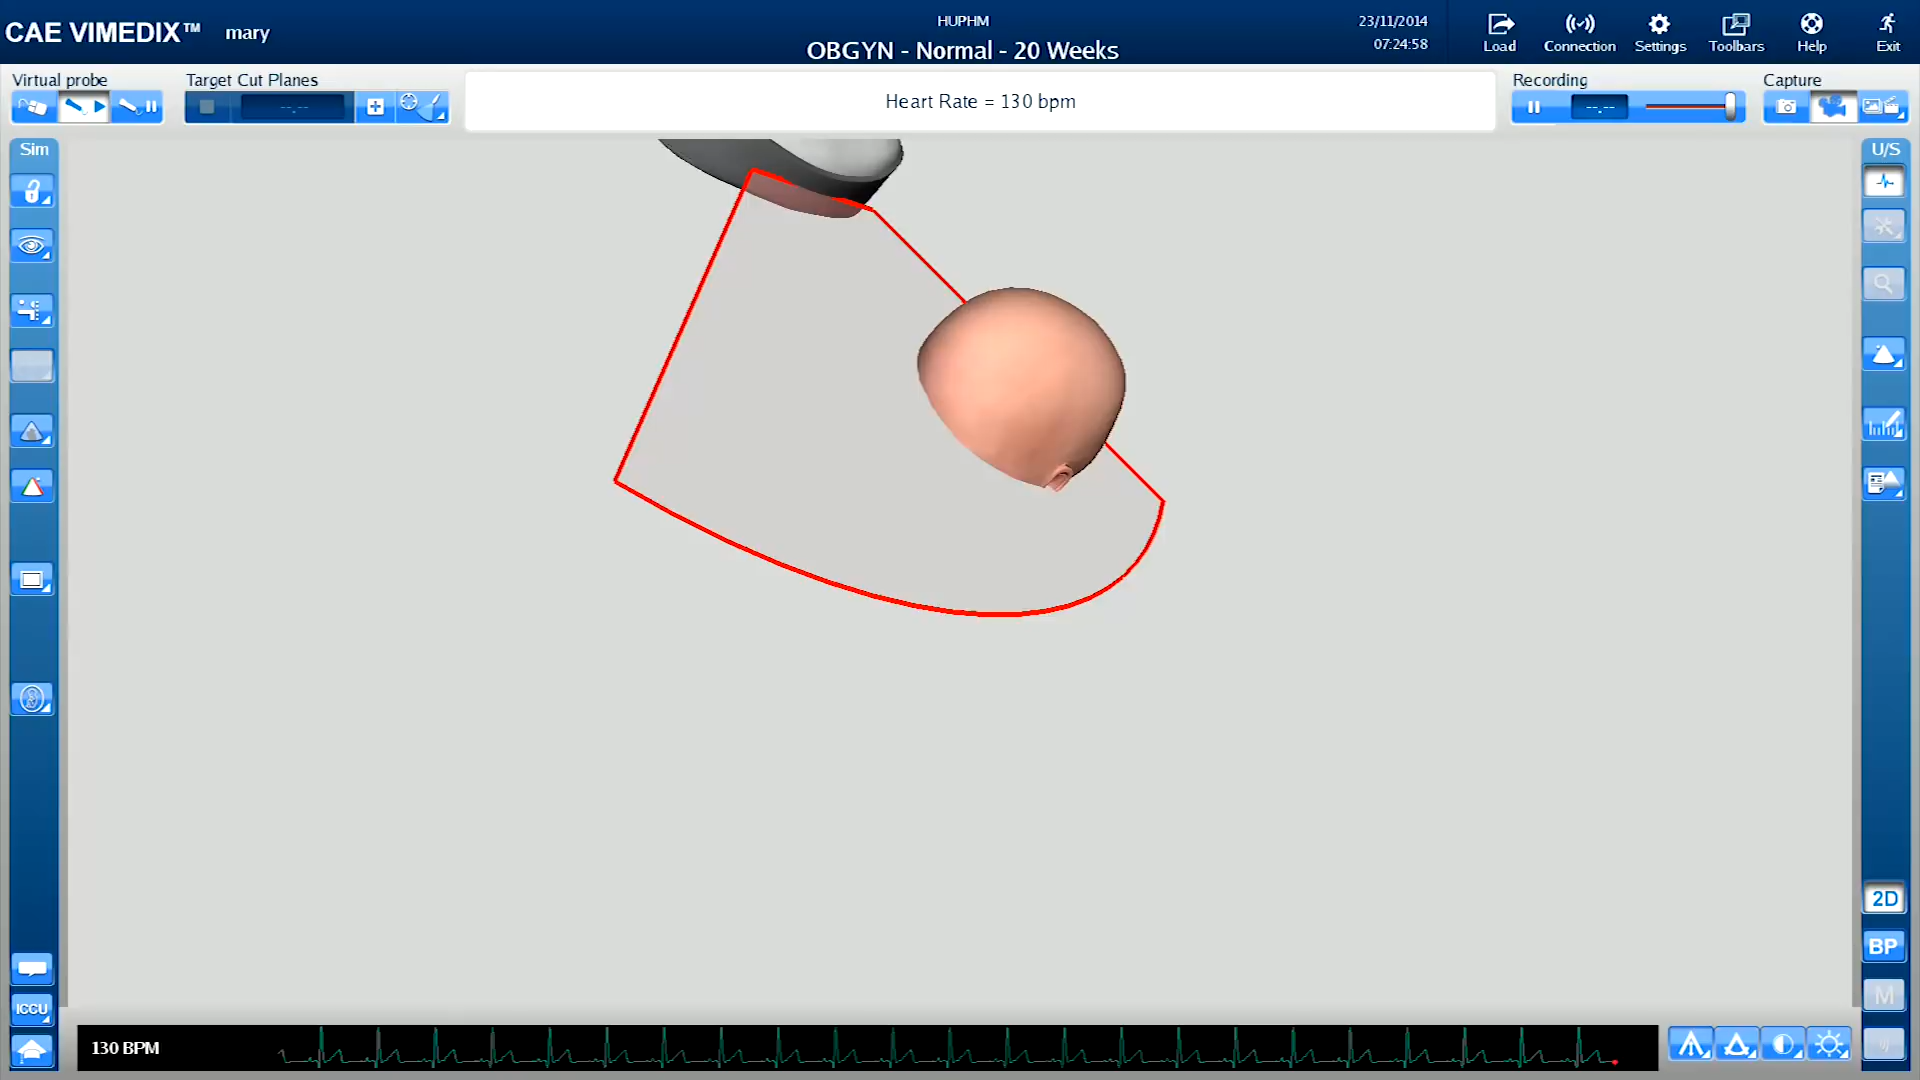 CAE VIMEDIX™ mary
HUPHM
OBGYN - Normal - 20 Weeks
23/11/2014
07:24:58
Load
Connection
Settings
Toolbars
Help
Exit
Virtual probe
Target Cut Planes
--.--
Heart Rate = 130 bpm
Recording
--.--
Capture
Sim
U/S
2D
BP
M
ICCU
130 BPM